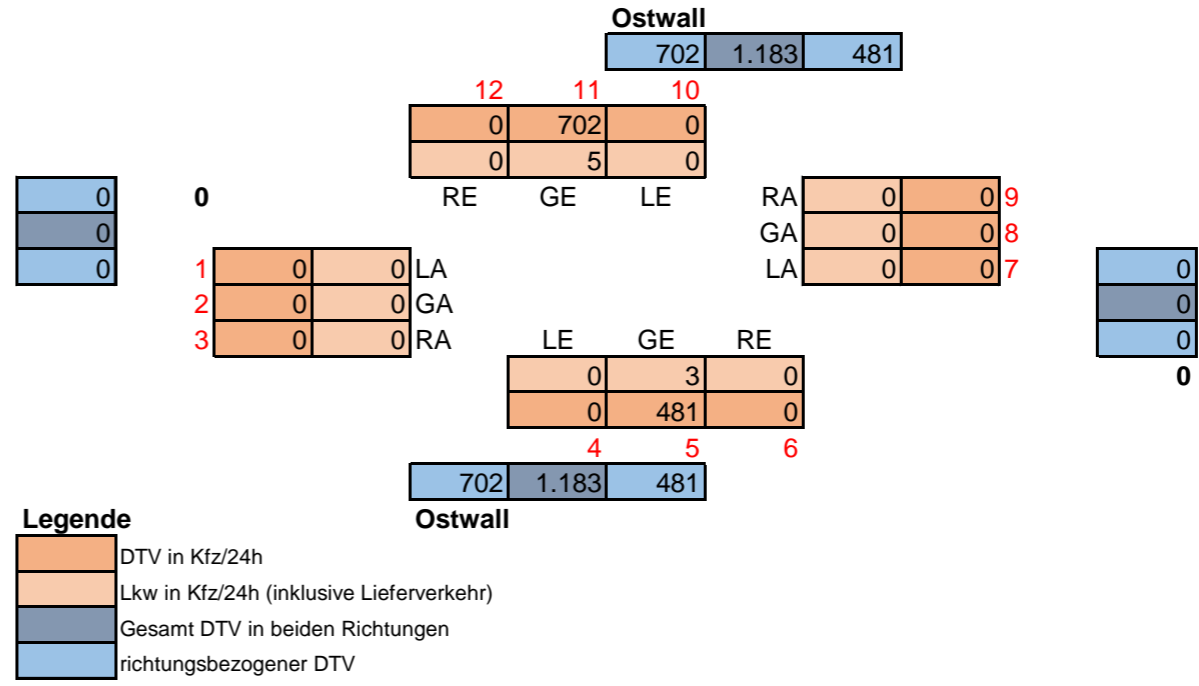 Ostwall
702 1.183 481
12 11 10
0 702 0
0 5 0
0 0 RE GE LE RA 0 0 9
0 GA 0 0 8
0 1 0 0 LA LA 0 0 7 0
2 0 0 GA 0
3 0 0 RA LE GE RE 0
0 3 0 0
0 481 0
4 5 6
702 1.183 481
Legende Ostwall
DTV in Kfz/24h
Lkw in Kfz/24h (inklusive Lieferverkehr)
Gesamt DTV in beiden Richtungen
richtungsbezogener DTV